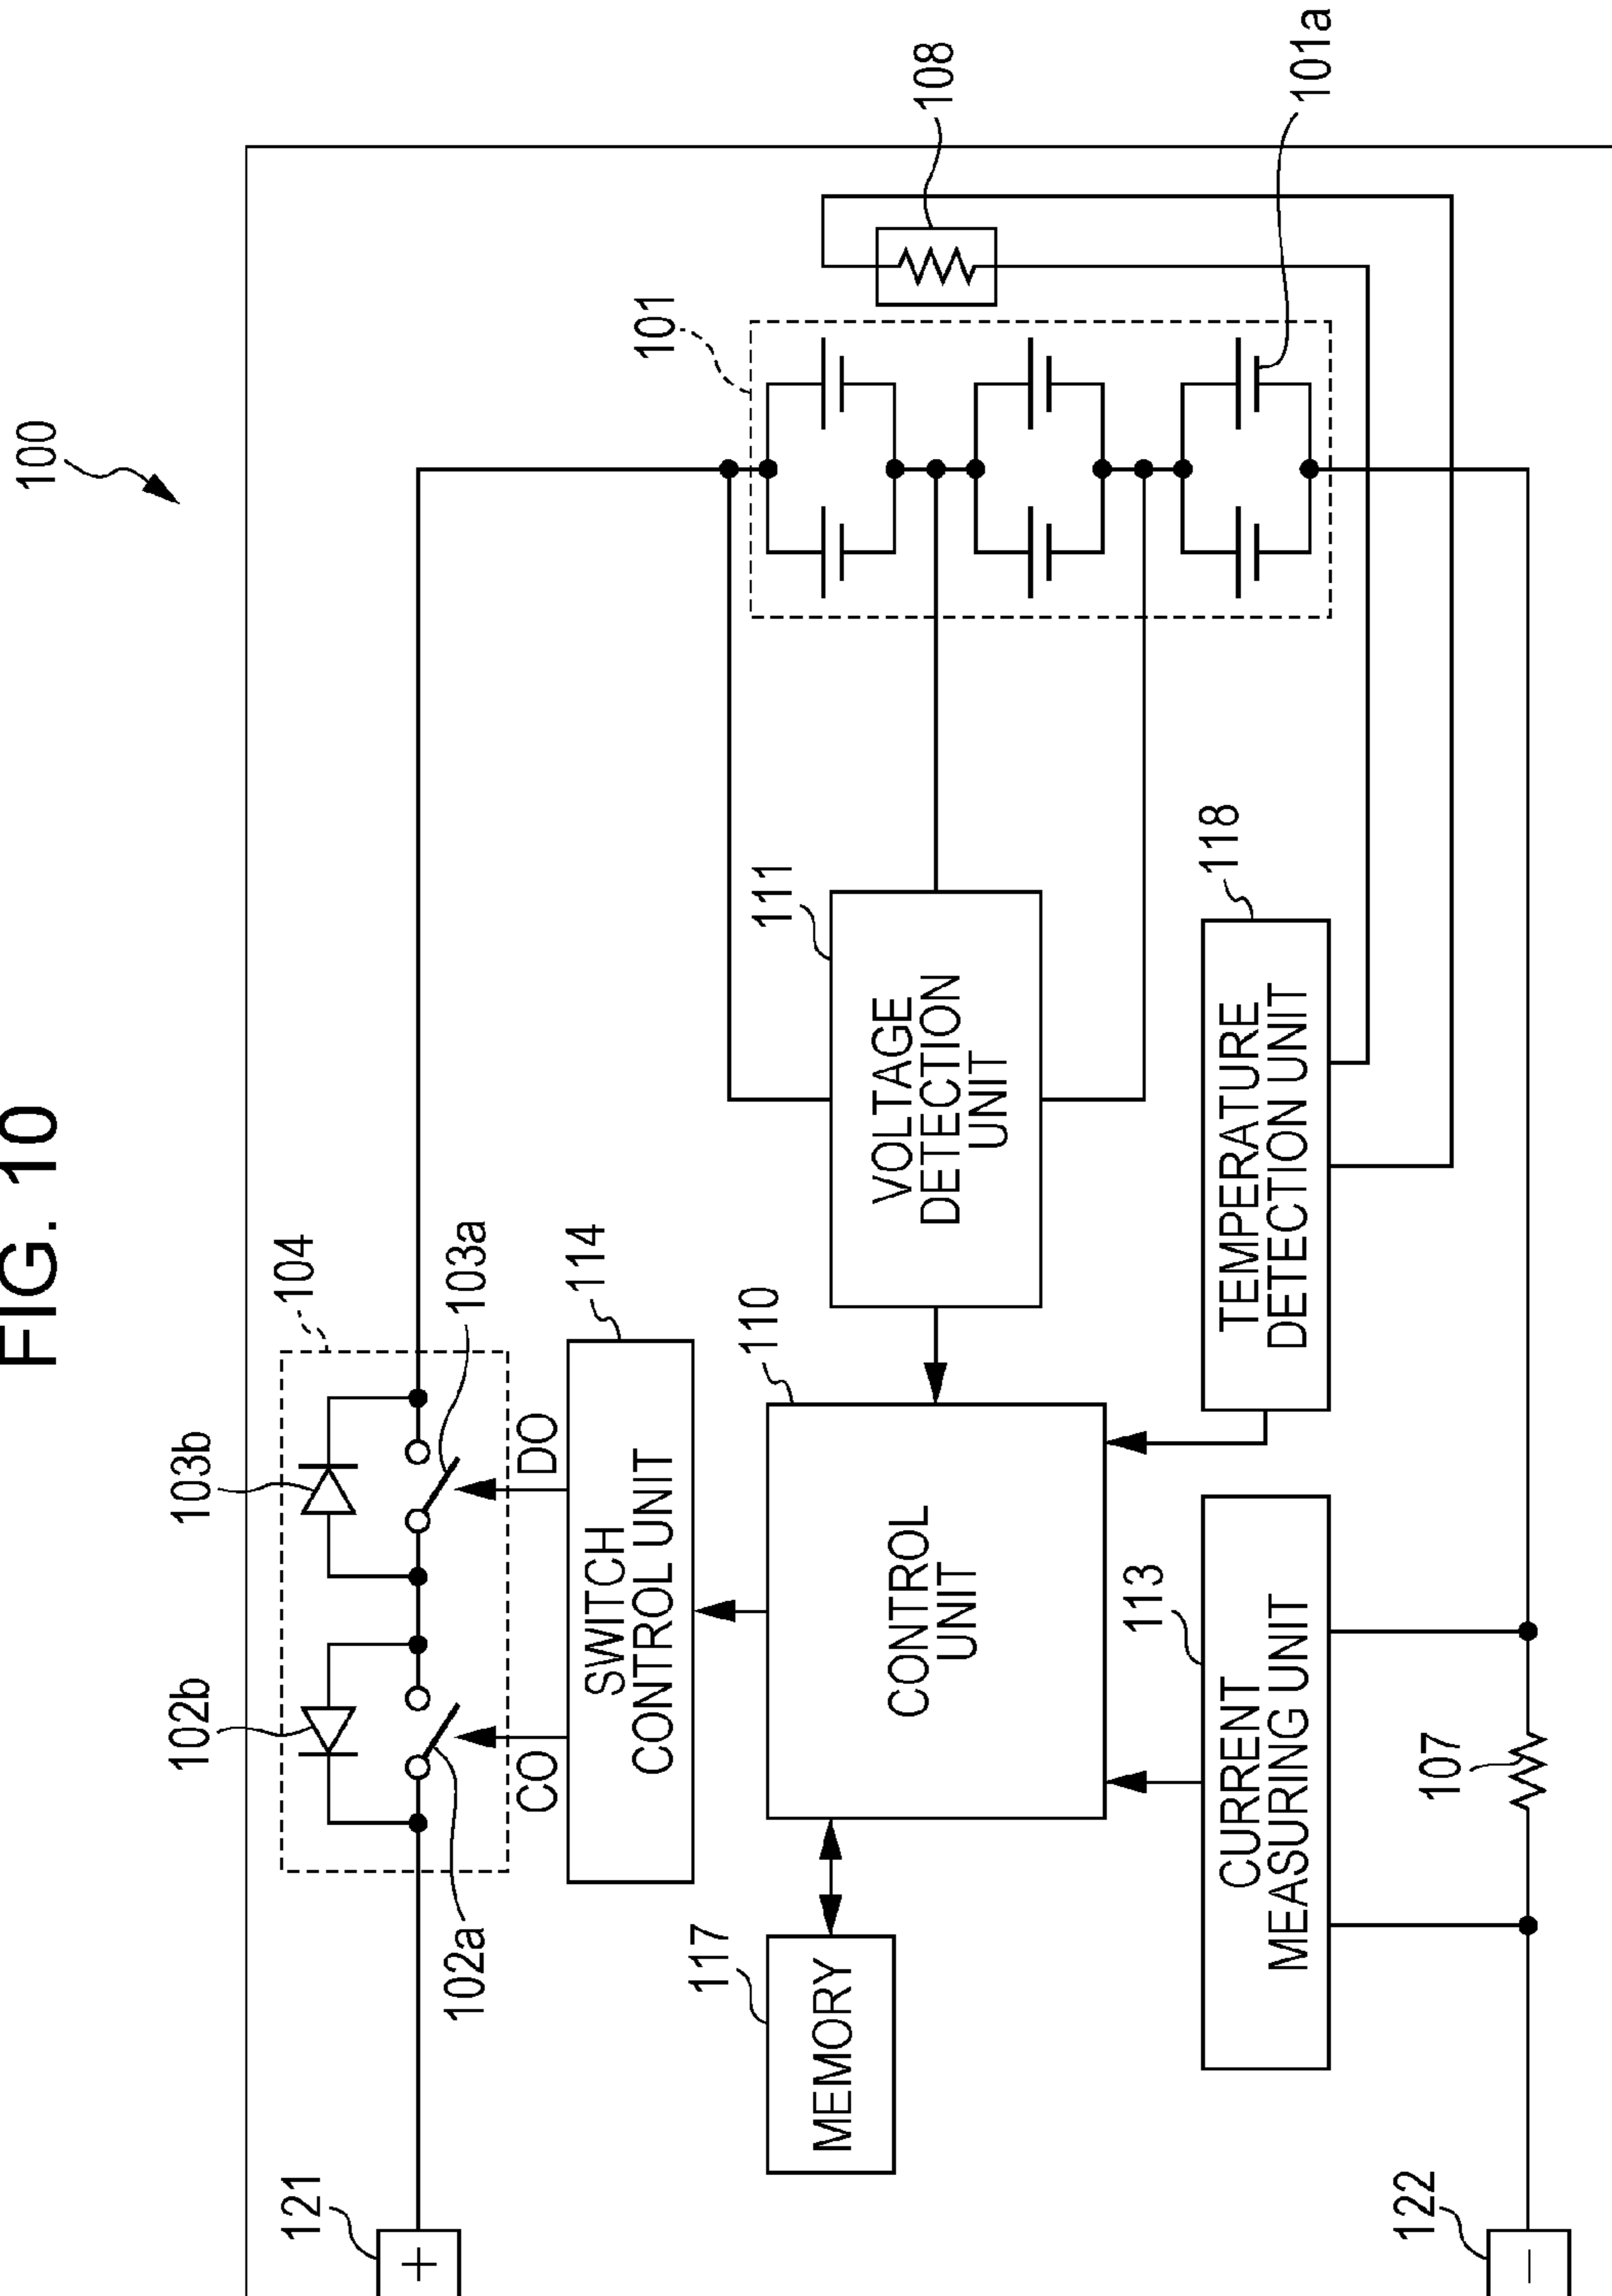 FIG. 10
100
121
+
102b
103b
104
102a
103a
CO
DO
SWITCH
CONTROL UNIT
114
101
108
117
MEMORY
110
CONTROL
UNIT
111
VOLTAGE
DETECTION
UNIT
113
CURRENT
MEASURING UNIT
118
TEMPERATURE
DETECTION UNIT
101a
107
122
−